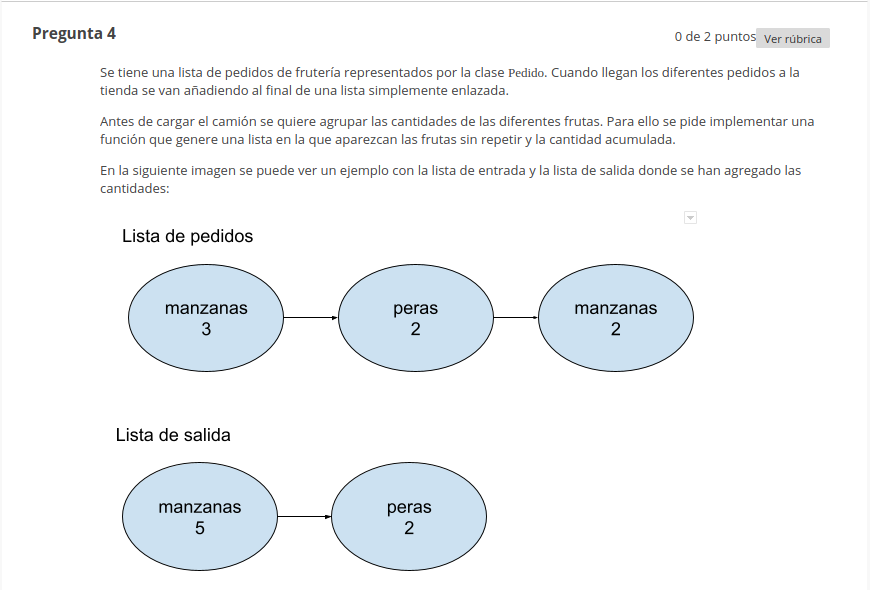 Pregunta 4
0 de 2 puntos Ver rúbrica
Se tiene una lista de pedidos de frutería representados por la clase Pedido. Cuando llegan los diferentes pedidos a la
tienda se van añadiendo al final de una lista simplemente enlazada.
Antes de cargar el camión se quiere agrupar las cantidades de las diferentes frutas. Para ello se pide implementar una
función que genere una lista en la que aparezcan las frutas sin repetir y la cantidad acumulada.
En la siguiente imagen se puede ver un ejemplo con la lista de entrada y la lista de salida donde se han agregado las
cantidades:
Lista de pedidos
manzanas
3
peras
2
manzanas
2
Lista de salida
manzanas
5
peras
2